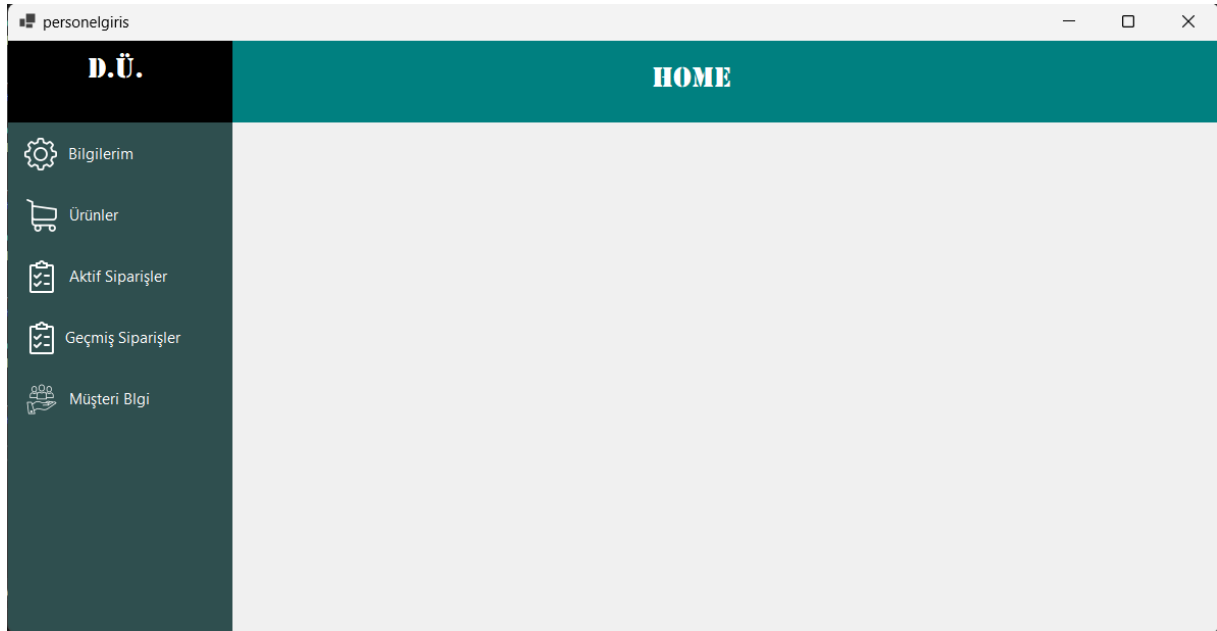 personelgiris
D.Ü.
HOME
Bilgilerim
Ürünler
Aktif Siparişler
Geçmiş Siparişler
Müşteri Blgi